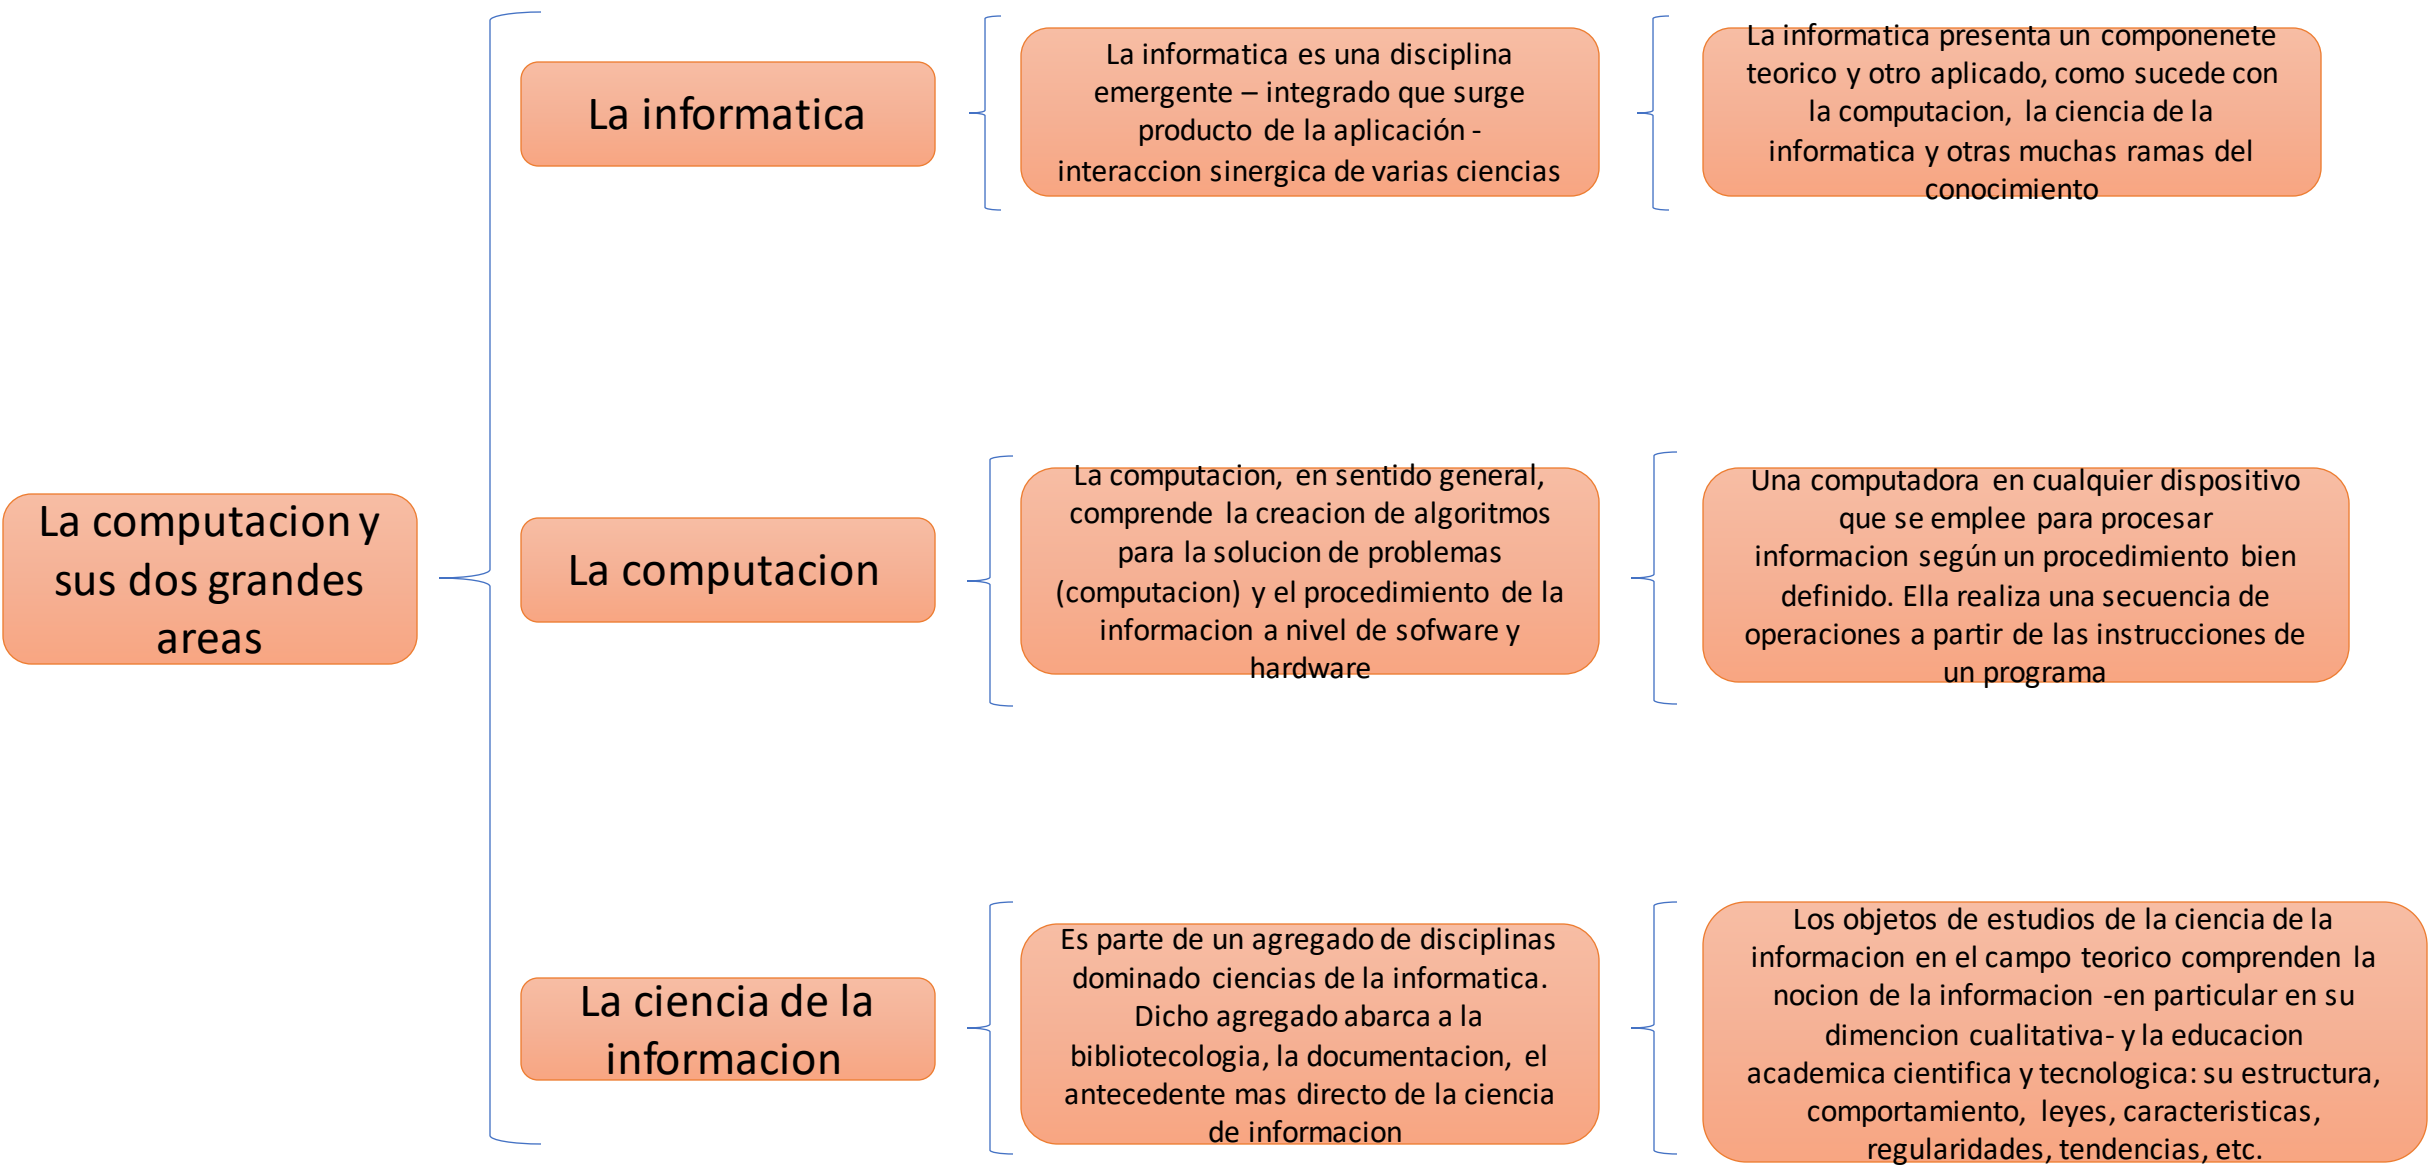 La computacion y
sus dos grandes
areas
La informatica
La informatica es una disciplina
emergente – integrado que surge
producto de la aplicación -
interaccion sinergica de varias ciencias
La informatica presenta un componenete
teorico y otro aplicado, como sucede con
la computacion, la ciencia de la
informatica y otras muchas ramas del
conocimiento
La computacion
La computacion, en sentido general,
comprende la creacion de algoritmos
para la solucion de problemas
(computacion) y el procedimiento de la
informacion a nivel de sofware y
hardware
Una computadora en cualquier dispositivo
que se emplee para procesar
informacion según un procedimiento bien
definido. Ella realiza una secuencia de
operaciones a partir de las instrucciones de
un programa
La ciencia de la
informacion
Es parte de un agregado de disciplinas
dominado ciencias de la informatica.
Dicho agregado abarca a la
bibliotecologia, la documentacion, el
antecedente mas directo de la ciencia
de informacion
Los objetos de estudios de la ciencia de la
informacion en el campo teorico comprenden la
nocion de la informacion -en particular en su
dimencion cualitativa- y la educacion
academica cientifica y tecnologica: su estructura,
comportamiento, leyes, caracteristicas,
regularidades, tendencias, etc.